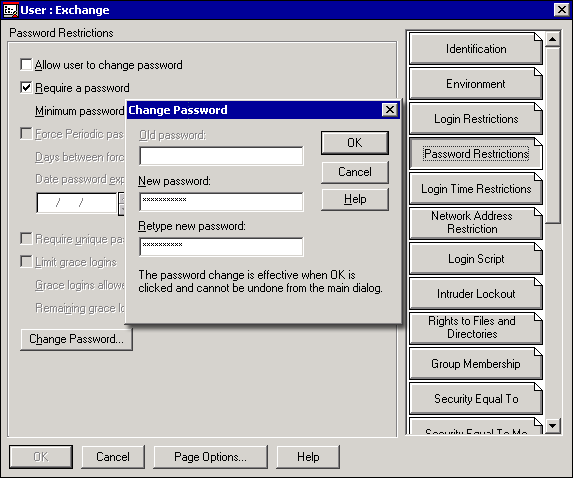 User : Exchange
Password Restrictions
Allow user to change password
Require a password
Minimum password
Force Periodic pas
Days between forc
Date password exp
/ /
Require unique pas
Limit grace logins
Grace logins allowe
Remaining grace lo
Change Password...
Change Password
Old password:
New password:
***********
Retype new password:
**********
The password change is effective when OK is
clicked and cannot be undone from the main dialog.
OK
Cancel
Help
Identification
Environment
Login Restrictions
Password Restrictions
Login Time Restrictions
Network Address
Restriction
Login Script
Intruder Lockout
Rights to Files and
Directories
Group Membership
Security Equal To
Security Equal To Me
OK
Cancel
Page Options...
Help